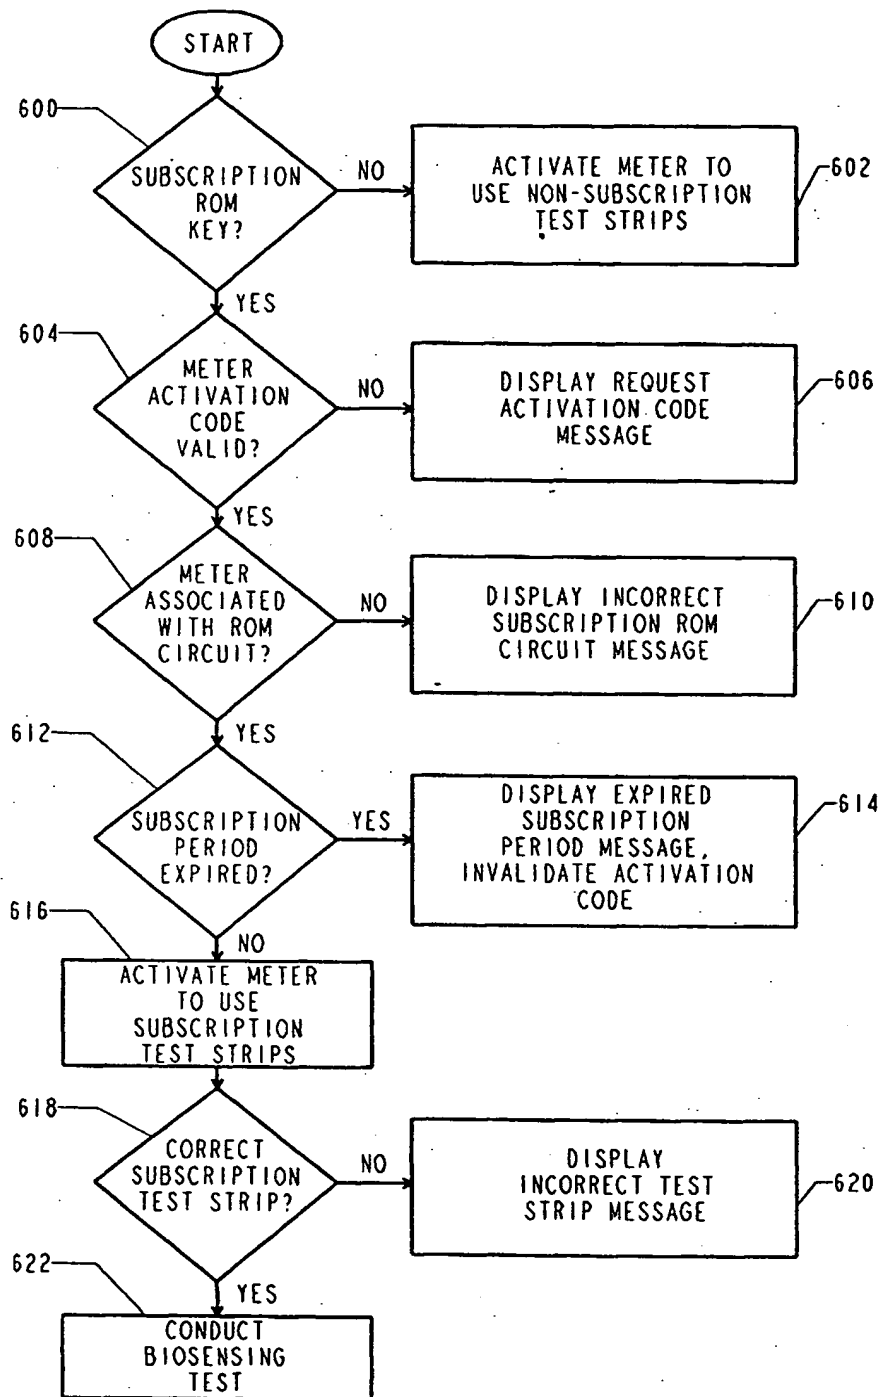 START
600
SUBSCRIPTION
ROM
KEY?
NO
ACTIVATE METER TO
USE NON-SUBSCRIPTION
TEST STRIPS
602
YES
604
METER
ACTIVATION
CODE
VALID?
NO
DISPLAY REQUEST
ACTIVATION CODE
MESSAGE
606
YES
608
METER
ASSOCIATED
WITH ROM
CIRCUIT?
NO
DISPLAY INCORRECT
SUBSCRIPTION ROM
CIRCUIT MESSAGE
610
YES
612
SUBSCRIPTION
PERIOD
EXPIRED?
YES
DISPLAY EXPIRED
SUBSCRIPTION
PERIOD MESSAGE,
INVALIDATE ACTIVATION
CODE
614
NO
616
ACTIVATE METER
TO USE
SUBSCRIPTION
TEST STRIPS
618
CORRECT
SUBSCRIPTION
TEST STRIP?
NO
DISPLAY
INCORRECT TEST
STRIP MESSAGE
620
YES
622
CONDUCT
BIOSENSING
TEST